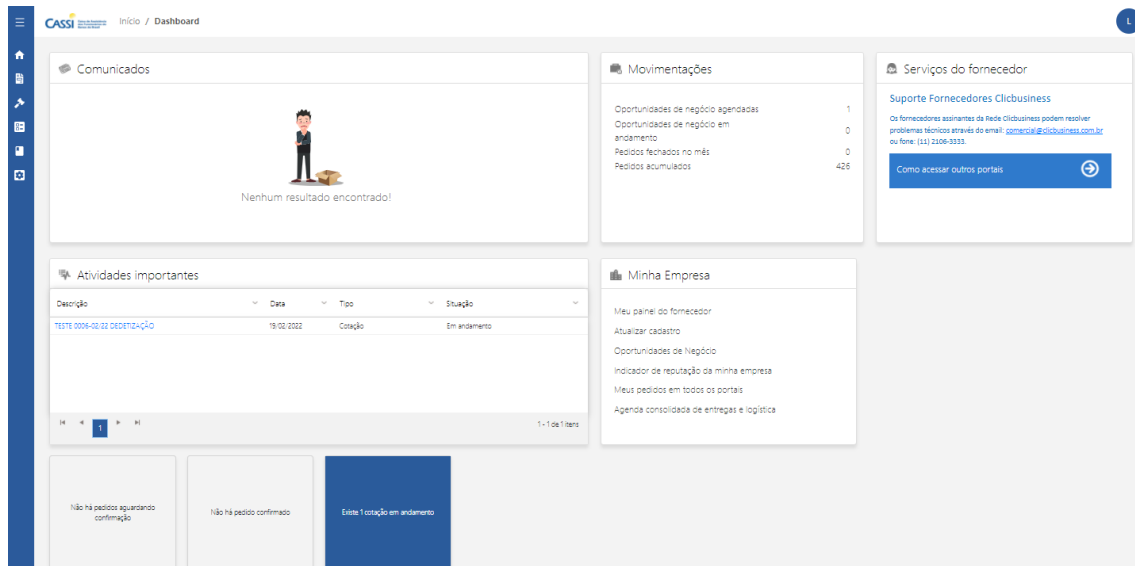 CASSI
Início / Dashboard
L
Comunicados
Nenhum resultado encontrado!
Movimentações
Oportunidades de negócio agendadas 1
Oportunidades de negócio em
andamento 0
Pedidos fechados no mês 0
Pedidos acumulados 426
Serviços do fornecedor
Suporte Fornecedores Clicbusiness
Os fornecedores assinantes da Rede Clicbusiness podem resolver
problemas técnicos através do email: comercial@clicbusiness.com.br
ou fone: (11) 2106-3333.
Como acessar outros portais
Atividades importantes
Descrição Data Tipo Situação
TESTE 0006-02/22 DEDETIZAÇÃO 19/02/2022 Cotação Em andamento
1
1 - 1 de 1 itens
Minha Empresa
Meu painel do fornecedor
Atualizar cadastro
Oportunidades de Negócio
Indicador de reputação da minha empresa
Meus pedidos em todos os portais
Agenda consolidada de entregas e logística
Não há pedidos aguardando
confirmação
Não há pedido confirmado
Existe 1 cotação em andamento